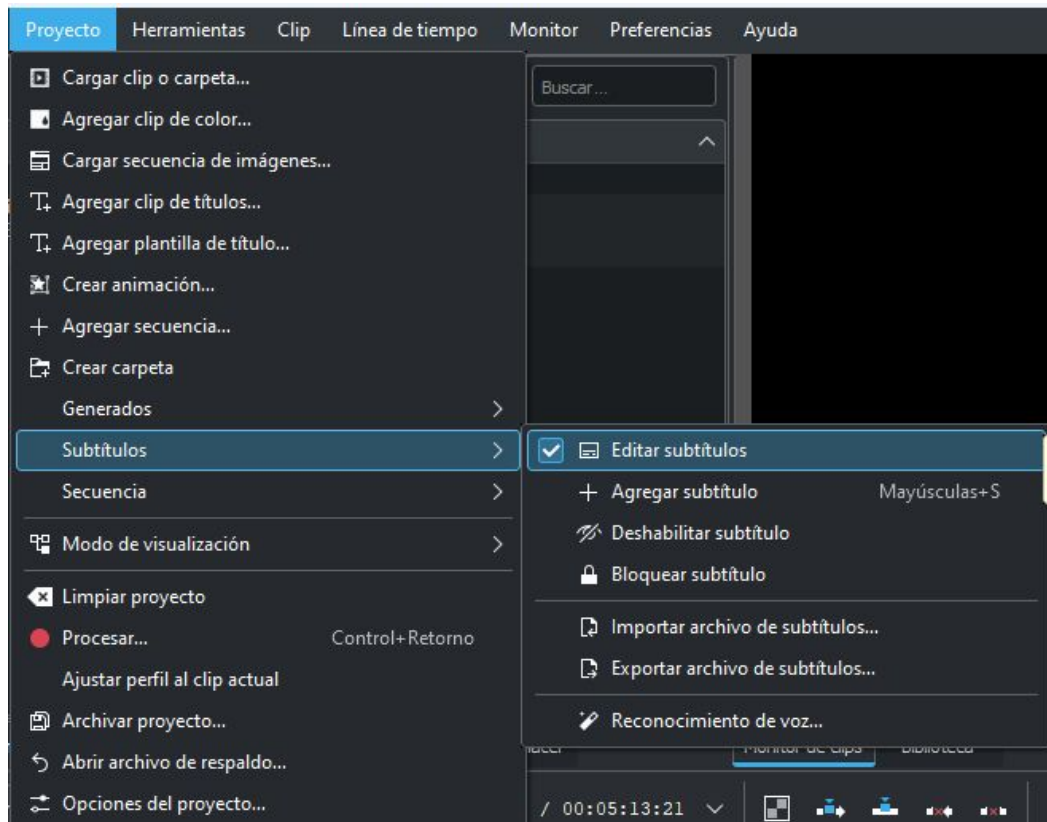 Proyecto Herramientas Clip Línea de tiempo Monitor Preferencias Ayuda
Cargar clip o carpeta...
Buscar...
Agregar clip de color...
Cargar secuencia de imágenes...
Agregar clip de títulos...
Agregar plantilla de título...
Crear animación...
Agregar secuencia...
Crear carpeta
Generados
Subtítulos
Secuencia
Modo de visualización
Limpiar proyecto
Procesar... Control+Retorno
Ajustar perfil al clip actual
Archivar proyecto...
Abrir archivo de respaldo...
Opciones del proyecto...
Editar subtítulos
Agregar subtítulo Mayúsculas+S
Deshabilitar subtítulo
Bloquear subtítulo
Importar archivo de subtítulos...
Exportar archivo de subtítulos...
Reconocimiento de voz...
Monitor de clips Biblioteca
/ 00:05:13:21